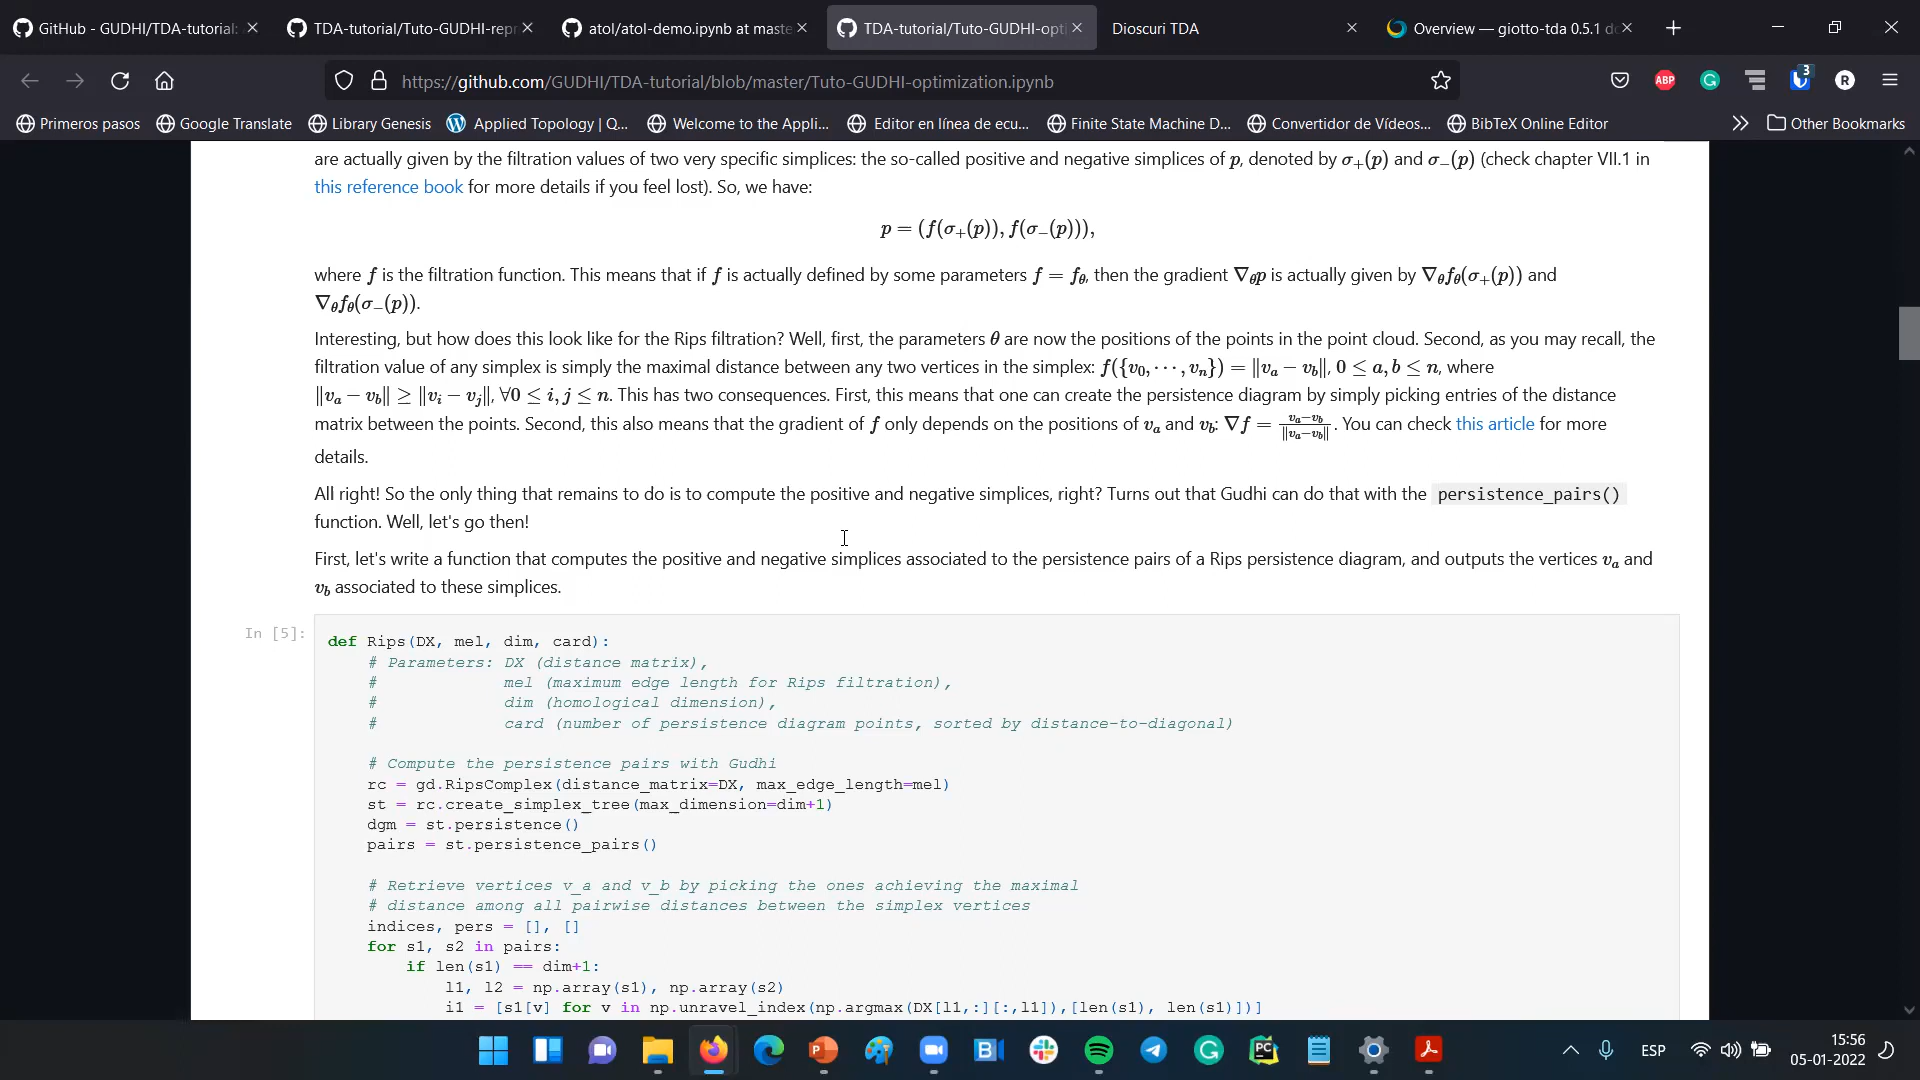 GitHub - GUDHI/TDA-tutorial:
TDA-tutorial/Tuto-GUDHI-repr
atol/atol-demo.ipynb at maste
TDA-tutorial/Tuto-GUDHI-opti
Dioscuri TDA
Overview — giotto-tda 0.5.1 do
https://github.com/GUDHI/TDA-tutorial/blob/master/Tuto-GUDHI-optimization.ipynb
ABP
G
3
R
Primeros pasos
Google Translate
Library Genesis
Applied Topology | Q...
Welcome to the Appli...
Editor en línea de ecu...
Finite State Machine D...
Convertidor de Vídeos...
BibTeX Online Editor
Other Bookmarks
are actually given by the filtration values of two very specific simplices: the so-called positive and negative simplices of p, denoted by σ₊(p) and σ₋(p) (check chapter VII.1 in
this reference book for more details if you feel lost). So, we have:
p = (f(σ₊(p)), f(σ₋(p))),
where f is the filtration function. This means that if f is actually defined by some parameters f = fθ, then the gradient ∇θp is actually given by ∇θfθ(σ₊(p)) and
∇θfθ(σ₋(p)).
Interesting, but how does this look like for the Rips filtration? Well, first, the parameters θ are now the positions of the points in the point cloud. Second, as you may recall, the
filtration value of any simplex is simply the maximal distance between any two vertices in the simplex: f({v₀, ⋯, vₙ}) = ‖vₐ − v_b‖, 0 ≤ a, b ≤ n, where
‖vₐ − v_b‖ ≥ ‖vᵢ − vⱼ‖, ∀0 ≤ i, j ≤ n. This has two consequences. First, this means that one can create the persistence diagram by simply picking entries of the distance
matrix between the points. Second, this also means that the gradient of f only depends on the positions of vₐ and v_b: ∇f = (vₐ−v_b)/‖vₐ−v_b‖. You can check this article for more
details.
All right! So the only thing that remains to do is to compute the positive and negative simplices, right? Turns out that Gudhi can do that with the persistence_pairs()
function. Well, let's go then!
First, let's write a function that computes the positive and negative simplices associated to the persistence pairs of a Rips persistence diagram, and outputs the vertices vₐ and
v_b associated to these simplices.
In [5]:
def Rips(DX, mel, dim, card):
# Parameters: DX (distance matrix),
# mel (maximum edge length for Rips filtration),
# dim (homological dimension),
# card (number of persistence diagram points, sorted by distance-to-diagonal)
# Compute the persistence pairs with Gudhi
rc = gd.RipsComplex(distance_matrix=DX, max_edge_length=mel)
st = rc.create_simplex_tree(max_dimension=dim+1)
dgm = st.persistence()
pairs = st.persistence_pairs()
# Retrieve vertices v_a and v_b by picking the ones achieving the maximal
# distance among all pairwise distances between the simplex vertices
indices, pers = [], []
for s1, s2 in pairs:
if len(s1) == dim+1:
l1, l2 = np.array(s1), np.array(s2)
i1 = [s1[v] for v in np.unravel_index(np.argmax(DX[l1,:][:,l1]),[len(s1), len(s1)])]
ESP
15:56
05-01-2022